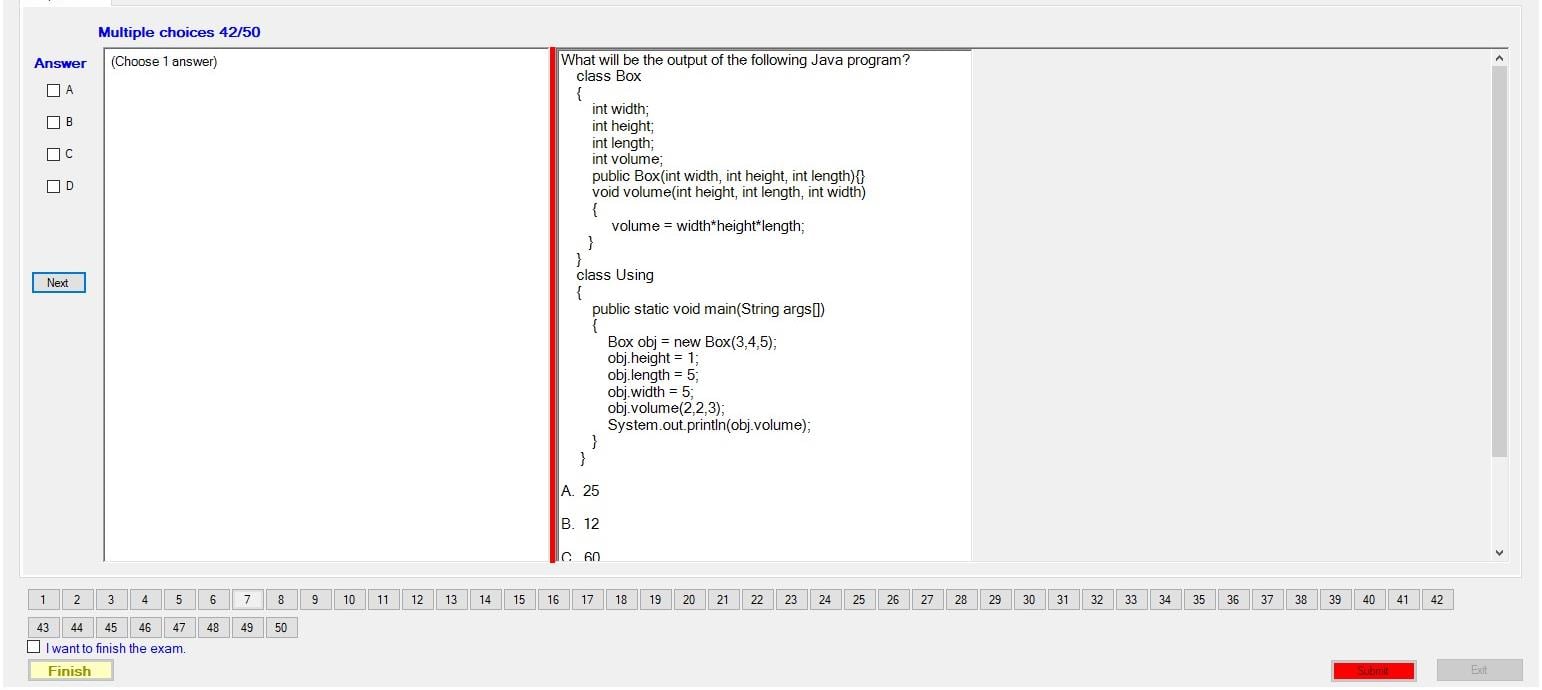 Multiple choices 42/50
Answer
(Choose 1 answer)
A
B
C
D
Next
What will be the output of the following Java program?
class Box
{
int width;
int height;
int length;
int volume;
public Box(int width, int height, int length){}
void volume(int height, int length, int width)
{
volume = width*height*length;
}
}
class Using
{
public static void main(String args[])
{
Box obj = new Box(3,4,5);
obj.height = 1;
obj.length = 5;
obj.width = 5;
obj.volume(2,2,3);
System.out.println(obj.volume);
}
}
A. 25
B. 12
C. 60
1 2 3 4 5 6 7 8 9 10 11 12 13 14 15 16 17 18 19 20 21 22 23 24 25 26 27 28 29 30 31 32 33 34 35 36 37 38 39 40 41 42
43 44 45 46 47 48 49 50
I want to finish the exam.
Finish
Submit
Exit